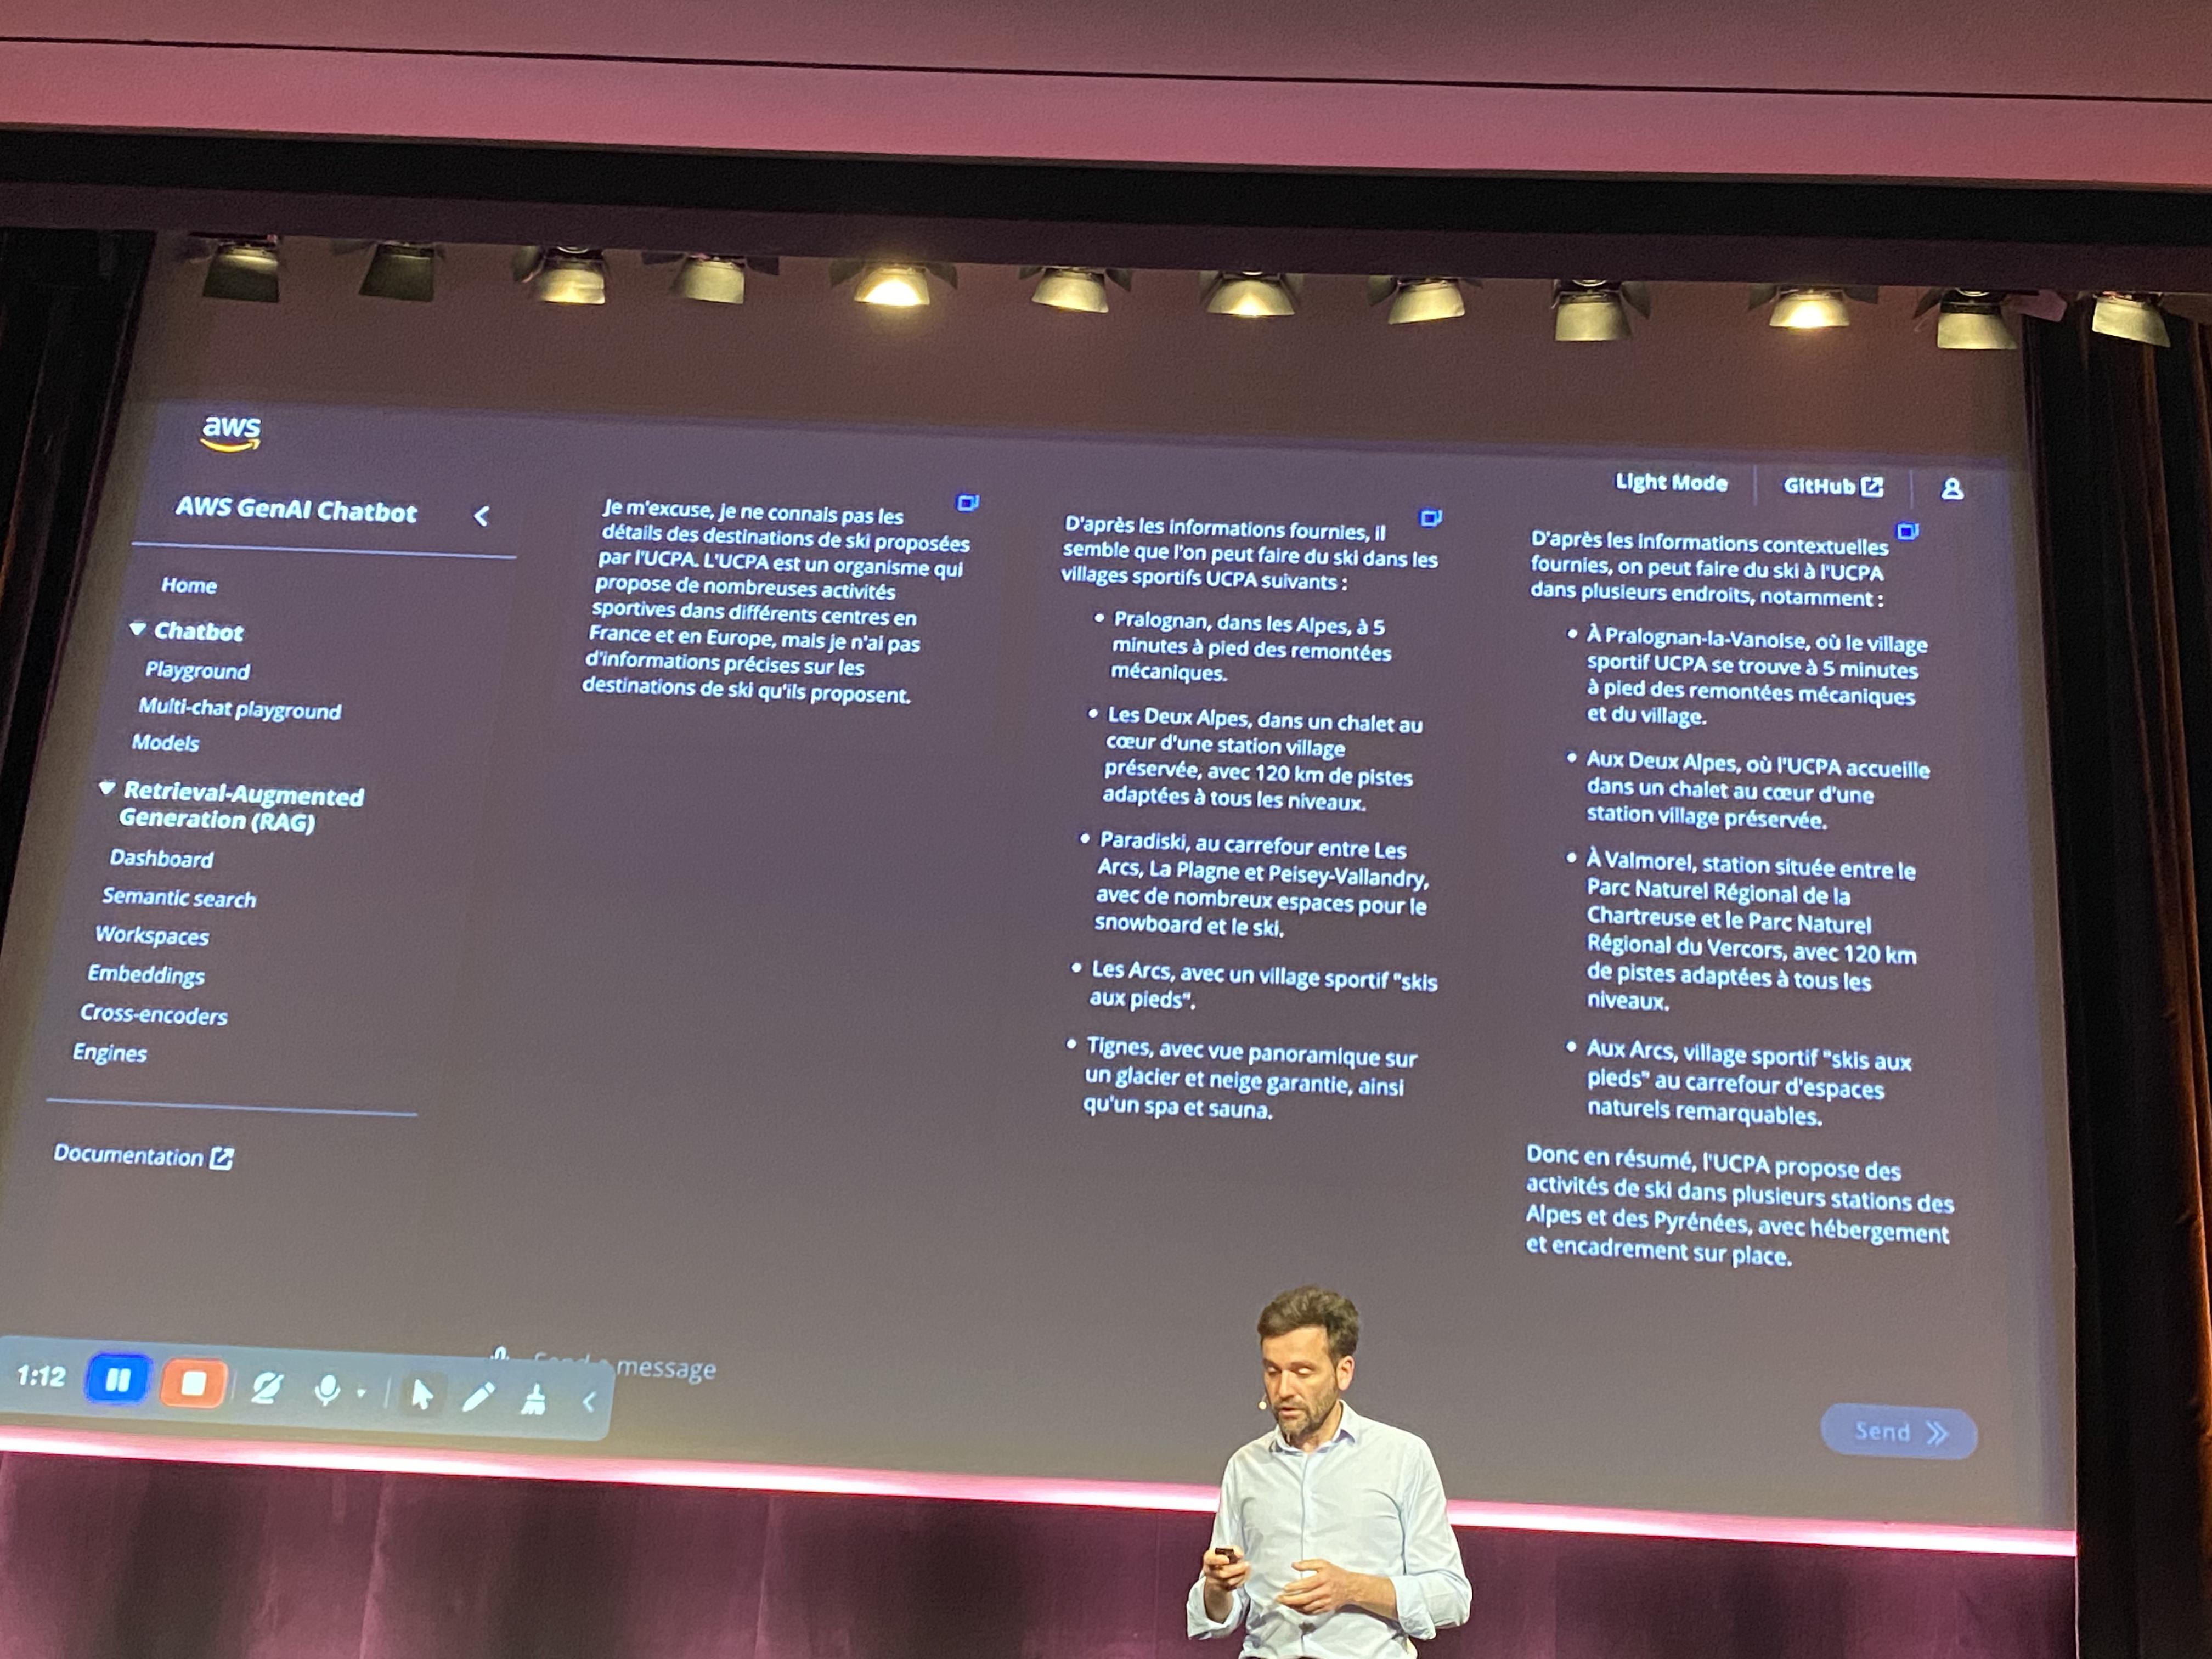 aws
AWS GenAI Chatbot
Home
Chatbot
Playground
Multi-chat playground
Models
Retrieval-Augmented
Generation (RAG)
Dashboard
Semantic search
Workspaces
Embeddings
Cross-encoders
Engines
Documentation
Light Mode
GitHub
Je m'excuse, je ne connais pas les
détails des destinations de ski proposées
par l'UCPA. L'UCPA est un organisme qui
propose de nombreuses activités
sportives dans différents centres en
France et en Europe, mais je n'ai pas
d'informations précises sur les
destinations de ski qu'ils proposent.
D'après les informations fournies, il
semble que l'on peut faire du ski dans les
villages sportifs UCPA suivants :
• Pralognan, dans les Alpes, à 5
minutes à pied des remontées
mécaniques.
• Les Deux Alpes, dans un chalet au
cœur d'une station village
préservée, avec 120 km de pistes
adaptées à tous les niveaux.
• Paradiski, au carrefour entre Les
Arcs, La Plagne et Peisey-Vallandry,
avec de nombreux espaces pour le
snowboard et le ski.
• Les Arcs, avec un village sportif "skis
aux pieds".
• Tignes, avec vue panoramique sur
un glacier et neige garantie, ainsi
qu'un spa et sauna.
D'après les informations contextuelles
fournies, on peut faire du ski à l'UCPA
dans plusieurs endroits, notamment :
• À Pralognan-la-Vanoise, où le village
sportif UCPA se trouve à 5 minutes
à pied des remontées mécaniques
et du village.
• Aux Deux Alpes, où l'UCPA accueille
dans un chalet au cœur d'une
station village préservée.
• À Valmorel, station située entre le
Parc Naturel Régional de la
Chartreuse et le Parc Naturel
Régional du Vercors, avec 120 km
de pistes adaptées à tous les
niveaux.
• Aux Arcs, village sportif "skis aux
pieds" au carrefour d'espaces
naturels remarquables.
Donc en résumé, l'UCPA propose des
activités de ski dans plusieurs stations des
Alpes et des Pyrénées, avec hébergement
et encadrement sur place.
1:12
message
Send